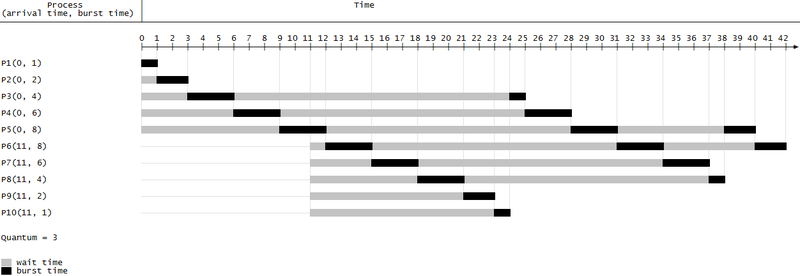 Process
(arrival time, burst time)
Time
0 1 2 3 4 5 6 7 8 9 10 11 12 13 14 15 16 17 18 19 20 21 22 23 24 25 26 27 28 29 30 31 32 33 34 35 36 37 38 39 40 41 42
P1(0, 1)
P2(0, 2)
P3(0, 4)
P4(0, 6)
P5(0, 8)
P6(11, 8)
P7(11, 6)
P8(11, 4)
P9(11, 2)
P10(11, 1)
Quantum = 3
wait time
burst time